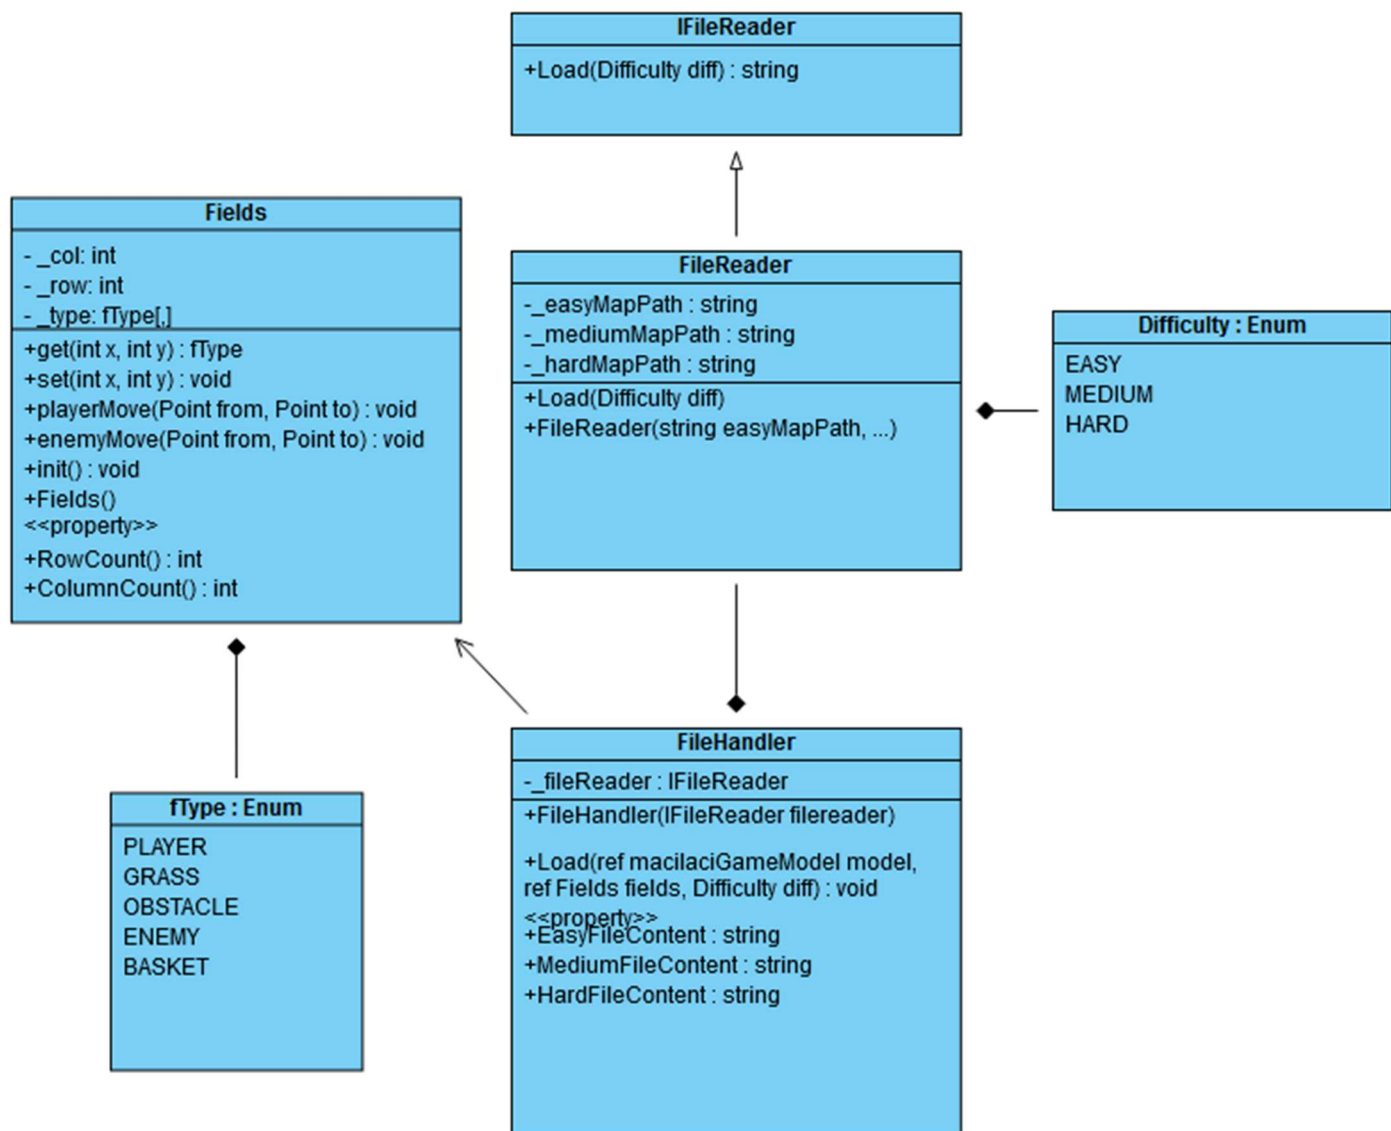 IFileReader
+Load(Difficulty diff) : string
Fields
- _col: int
- _row: int
- _type: fType[,]
+get(int x, int y) : fType
+set(int x, int y) : void
+playerMove(Point from, Point to) : void
+enemyMove(Point from, Point to) : void
+init() : void
+Fields()
<<property>>
+RowCount() : int
+ColumnCount() : int
FileReader
-_easyMapPath : string
-_mediumMapPath : string
-_hardMapPath : string
+Load(Difficulty diff)
+FileReader(string easyMapPath, ...)
Difficulty : Enum
EASY
MEDIUM
HARD
fType : Enum
PLAYER
GRASS
OBSTACLE
ENEMY
BASKET
FileHandler
-_fileReader : IFileReader
+FileHandler(IFileReader filereader)
+Load(ref macilaciGameModel model,
ref Fields fields, Difficulty diff) : void
<<property>>
+EasyFileContent : string
+MediumFileContent : string
+HardFileContent : string